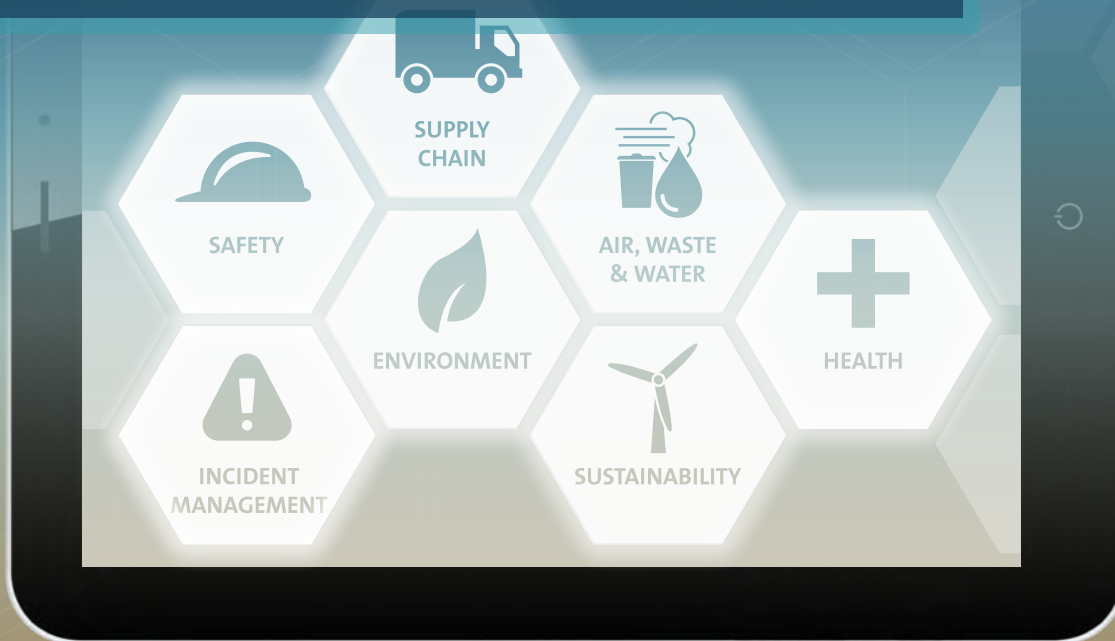 SUPPLY
CHAIN
SAFETY
AIR, WASTE
& WATER
ENVIRONMENT
HEALTH
INCIDENT
MANAGEMENT
SUSTAINABILITY